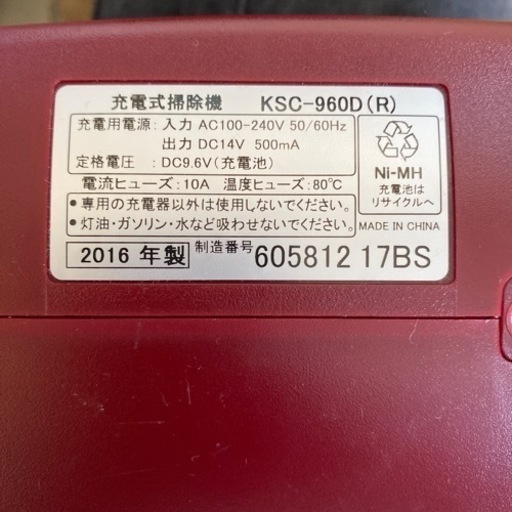 充電式掃除機 KSC-960D(R)
充電用電源：入力 AC100-240V 50/60Hz
出力 DC14V 500mA
定格電圧 ：DC9.6V(充電池)
電流ヒューズ：10A 温度ヒューズ：80℃
●専用の充電器以外は使用しないでください。
●灯油・ガソリン・水など吸わせないでください。
Ni-MH
充電池は
リサイクルへ
MADE IN CHINA
2016 年製 製造番号 605812 17BS